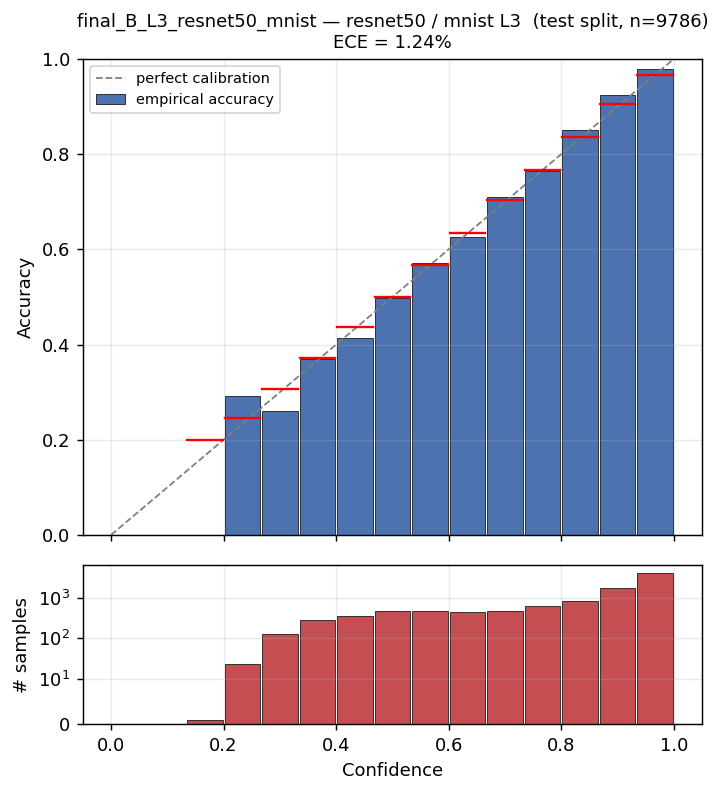 final_B_L3_resnet50_mnist — resnet50 / mnist L3 (test split, n=9786)
ECE = 1.24%
perfect calibration
empirical accuracy
1.0
0.8
0.6
0.4
0.2
0.0
Accuracy
10³
10²
10¹
0
# samples
0.0 0.2 0.4 0.6 0.8 1.0
Confidence